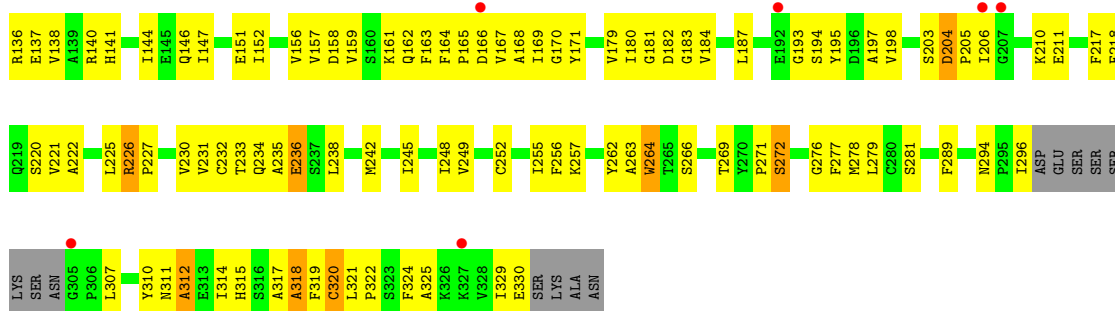 R136 E137 V138 A139 R140 H141 I144 E145 Q146 I147 E151 I152 V156 V157 D158 V159 S160 K161 Q162 F163 F164 P165 D166 V167 A168 I169 G170 Y171 V179 I180 G181 D182 G183 V184 L187 E192 G193 S194 Y195 D196 A197 V198 S203 D204 P205 I206 G207 K210 E211 F217
Q219 S220 V221 A222 L225 R226 P227 V230 V231 C232 T233 Q234 A235 E236 S237 L238 M242 I245 I248 V249 C252 I255 F256 K257 Y262 A263 W264 T265 S266 T269 Y270 P271 S272 G276 F277 M278 L279 C280 S281 F289 N294 P295 I296 ASP GLU SER SER SER
LYS SER ASN G305 P306 L307 Y310 N311 A312 E313 I314 H315 S316 A317 A318 F319 C320 L321 P322 S323 F324 A325 K326 K327 V328 I329 E330 SER LYS ALA ASN